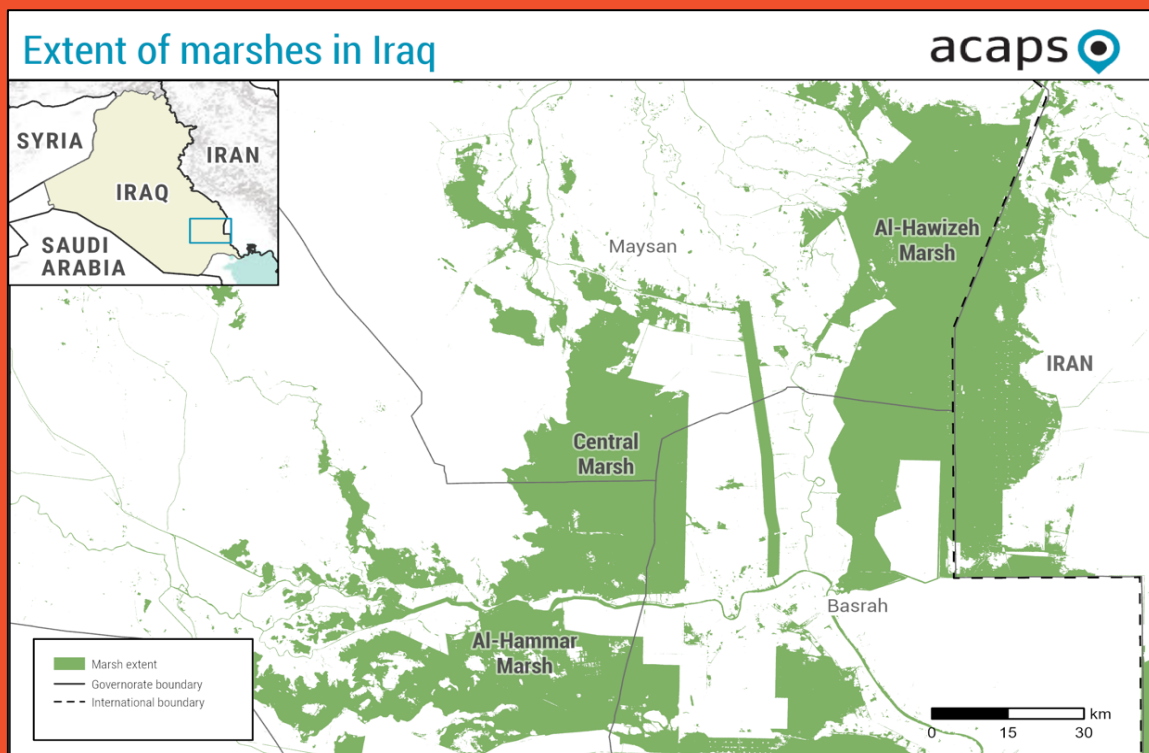 Extent of marshes in Iraq
acaps
SYRIA
IRAN
IRAQ
SAUDI
ARABIA
Maysan
Al-Hawizeh
Marsh
IRAN
Central
Marsh
Basrah
Al-Hammar
Marsh
Marsh extent
Governorate boundary
International boundary
km
0 15 30